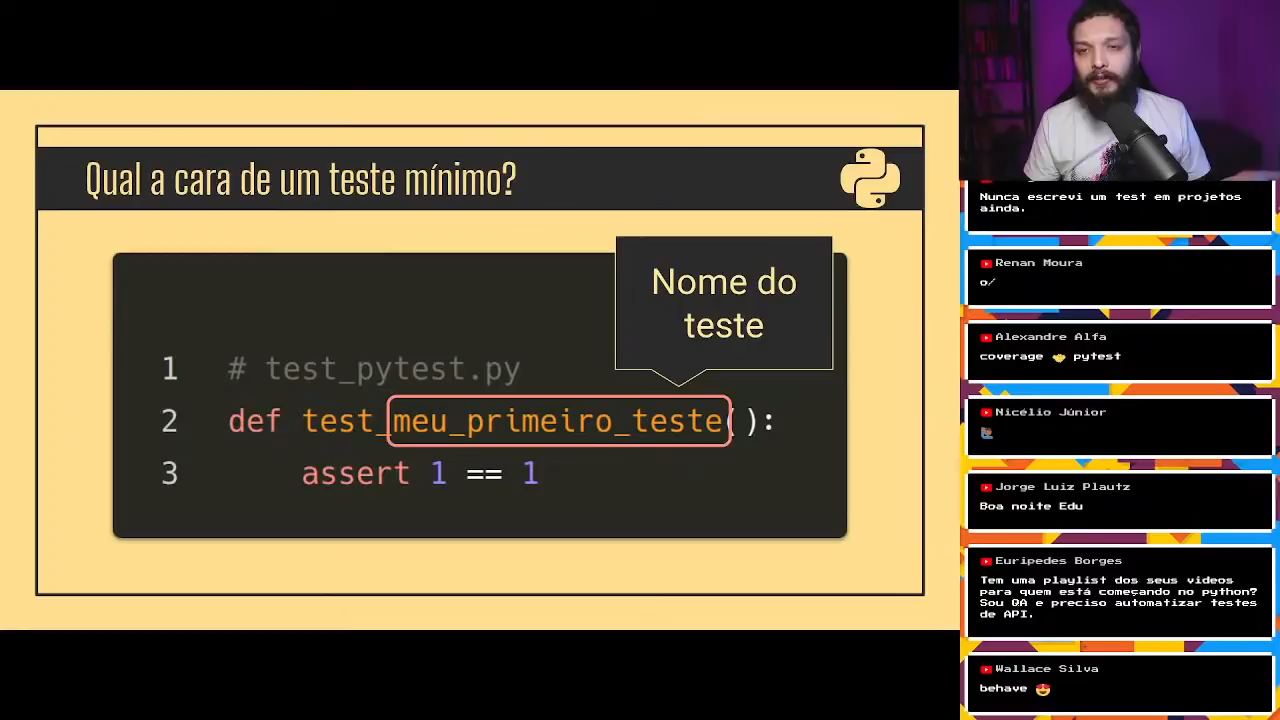 Qual a cara de um teste mínimo?
Nome do
teste
1 # test_pytest.py
2 def test_meu_primeiro_teste():
3 assert 1 == 1
Nunca escrevi um test em projetos
ainda.
Renan Moura
o/
Alexandre Alfa
coverage 🤝 pytest
Nicélio Júnior
🙋🏾‍♂️
Jorge Luiz Plautz
Boa noite Edu
Euripedes Borges
Tem uma playlist dos seus videos
para quem está começando no python?
Sou QA e preciso automatizar testes
de API.
Wallace Silva
behave 😍